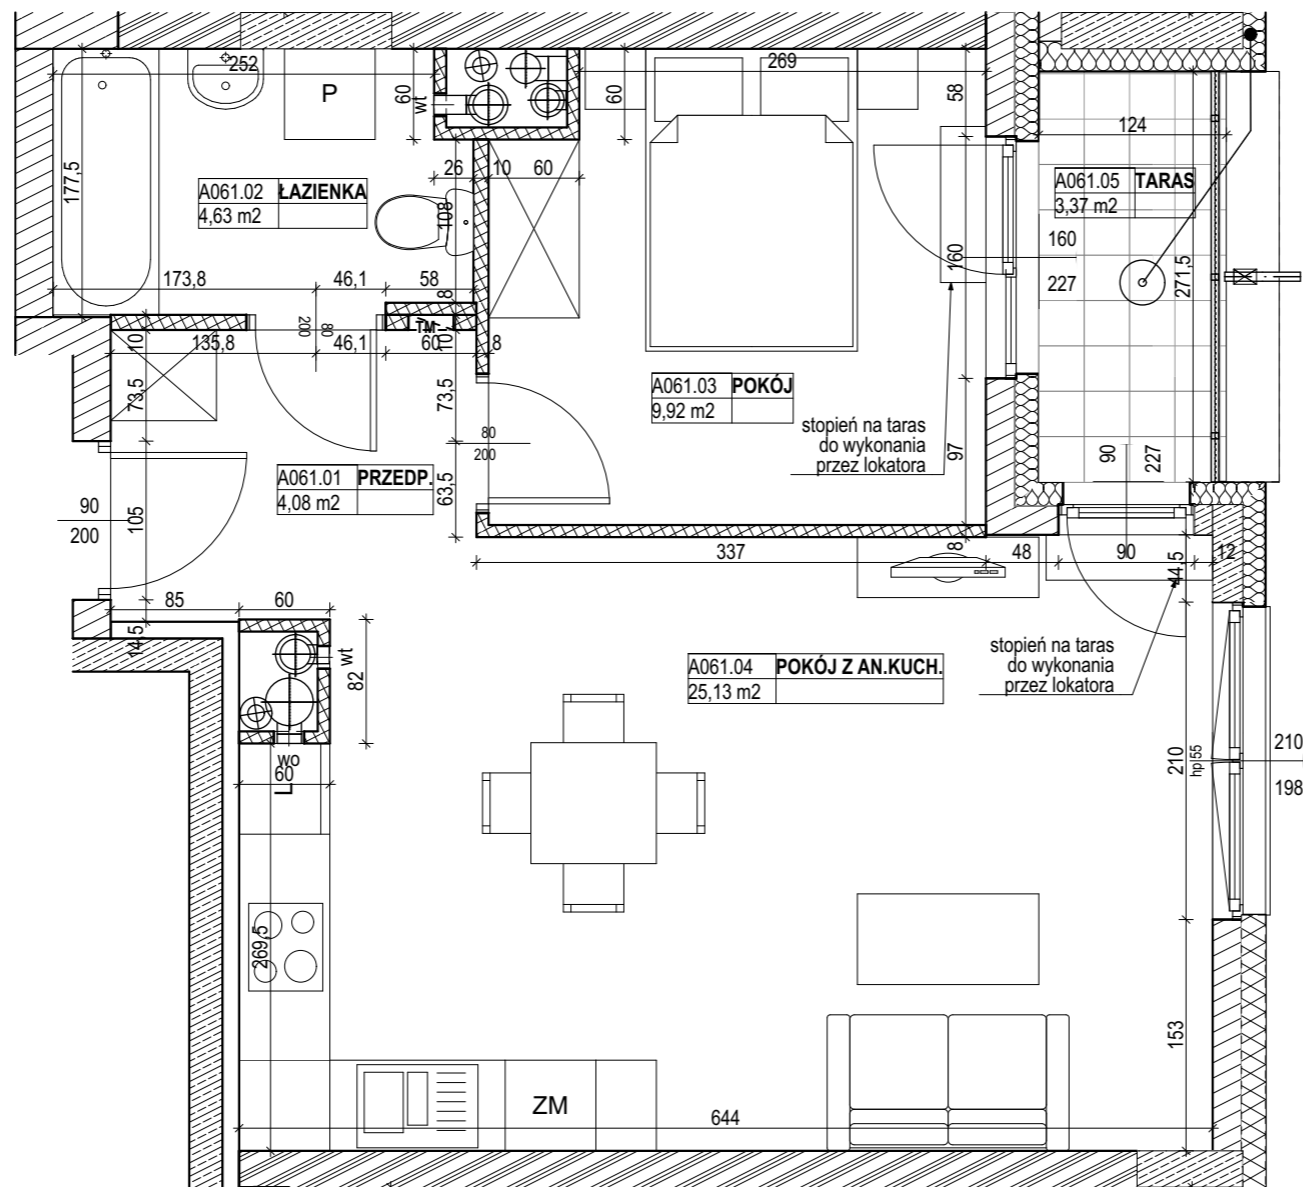 252
269
P
60
wt
60
58
124
177,5
26
10
60
A061.02 ŁAZIENKA
4,63 m2
A061.05 TARAS
3,37 m2
108
160
160
227
271,5
173,8
46,1
58
8
80
200
TM
135,8
46,1
60
10
8
10
73,5
73,5
A061.03 POKÓJ
9,92 m2
stopień na taras
do wykonania
przez lokatora
80
200
97
90
227
A061.01 PRZEDP.
4,08 m2
63,5
90
200
105
337
8
48
90
12
44,5
85
60
14,5
wt
82
stopień na taras
do wykonania
przez lokatora
A061.04 POKÓJ Z AN.KUCH.
25,13 m2
wo
60
L
210
hp 55
210
198
269,5
153
ZM
644